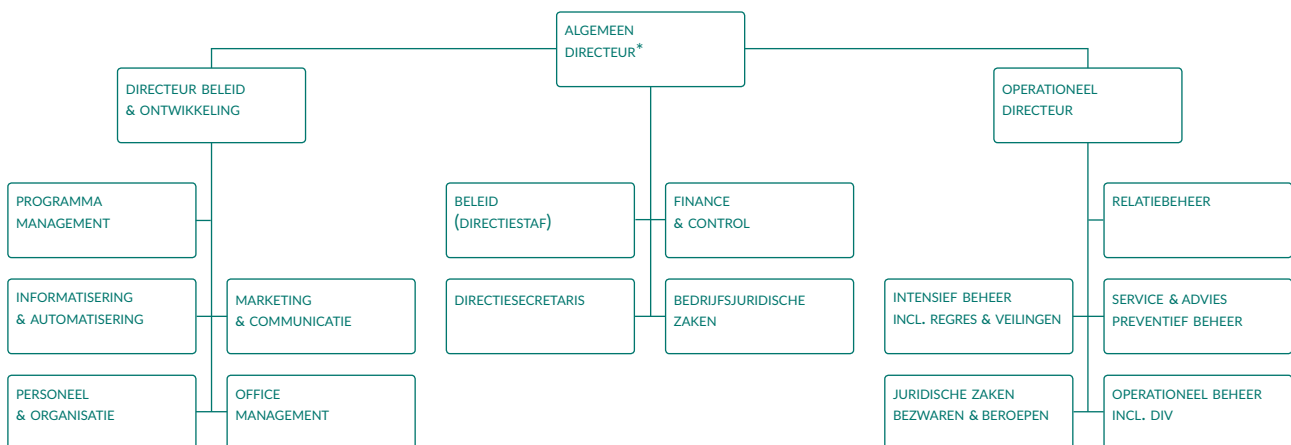 ALGEMEEN
DIRECTEUR*
DIRECTEUR BELEID
& ONTWIKKELING
OPERATIONEEL
DIRECTEUR
PROGRAMMA
MANAGEMENT
BELEID
(DIRECTIESTAF)
FINANCE
& CONTROL
RELATIEBEHEER
INFORMATISERING
& AUTOMATISERING
MARKETING
& COMMUNICATIE
DIRECTIESECRETARIS
BEDRIJFSJURIDISCHE
ZAKEN
INTENSIEF BEHEER
INCL. REGRES & VEILINGEN
SERVICE & ADVIES
PREVENTIEF BEHEER
PERSONEEL
& ORGANISATIE
OFFICE
MANAGEMENT
JURIDISCHE ZAKEN
BEZWAREN & BEROEPEN
OPERATIONEEL BEHEER
INCL. DIV